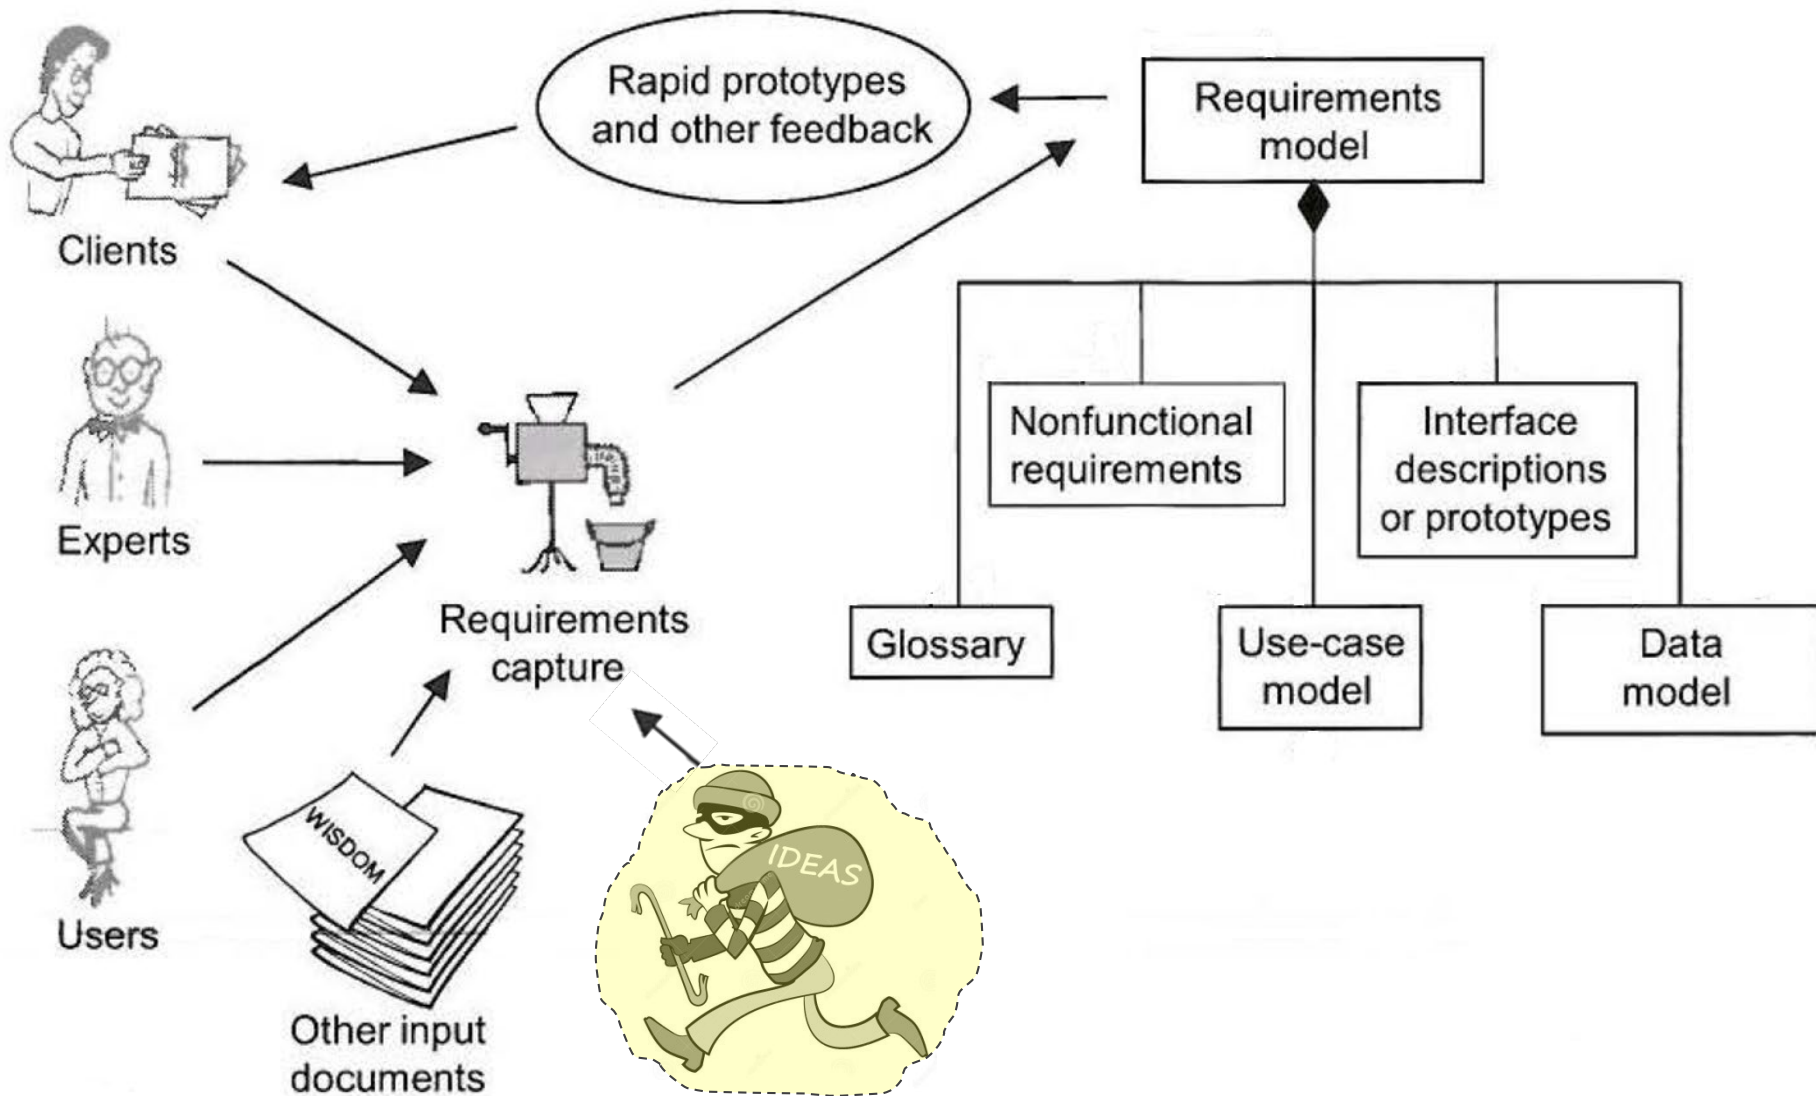 Rapid prototypes
and other feedback
Requirements
model
Clients
Nonfunctional
requirements
Interface
descriptions
or prototypes
Experts
Requirements
capture
Glossary
Use-case
model
Data
model
WISDOM
IDEAS
Users
Other input
documents